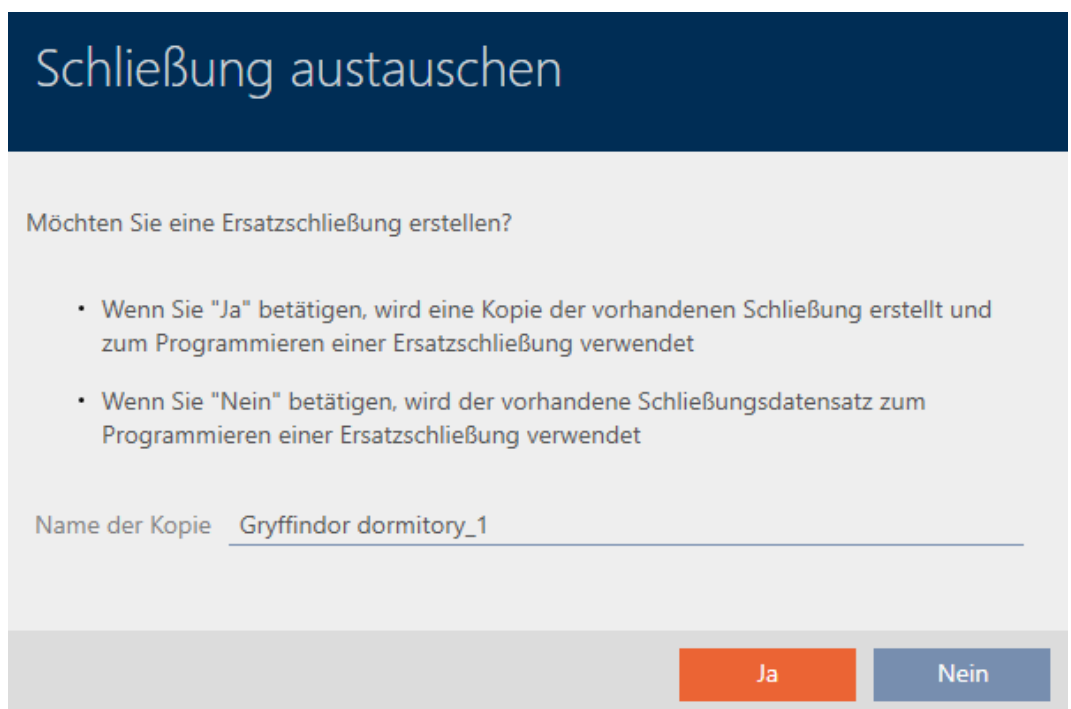 Schließung austauschen
Möchten Sie eine Ersatzschließung erstellen?
• Wenn Sie "Ja" betätigen, wird eine Kopie der vorhandenen Schließung erstellt und
zum Programmieren einer Ersatzschließung verwendet
• Wenn Sie "Nein" betätigen, wird der vorhandene Schließungsdatensatz zum
Programmieren einer Ersatzschließung verwendet
Name der Kopie Gryffindor dormitory_1
Ja Nein